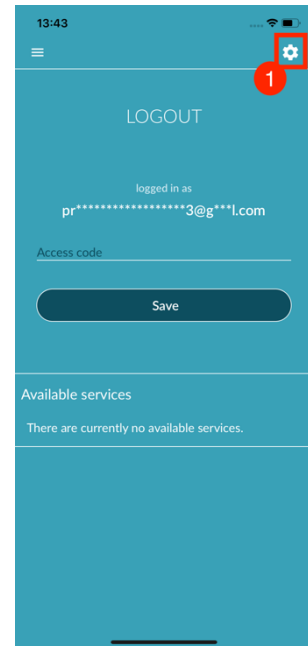 13:43
1
LOGOUT
logged in as
pr******************3@g***l.com
Access code
Save
Available services
There are currently no available services.